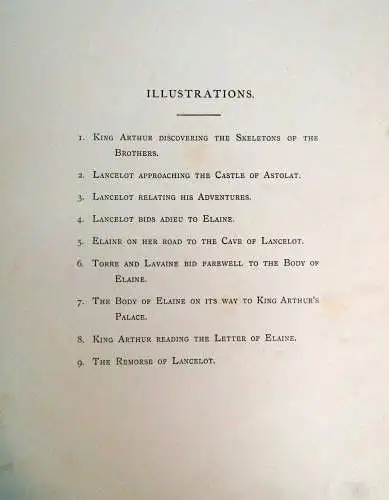 ILLUSTRATIONS.
1. KING ARTHUR DISCOVERING THE SKELETONS OF THE
BROTHERS.
2. LANCELOT APPROACHING THE CASTLE OF ASTOLAT.
3. LANCELOT RELATING HIS ADVENTURES.
4. LANCELOT BIDS ADIEU TO ELAINE.
5. ELAINE ON HER ROAD TO THE CAVE OF LANCELOT.
6. TORRE AND LAVAINE BID FAREWELL TO THE BODY OF
ELAINE.
7. THE BODY OF ELAINE ON ITS WAY TO KING ARTHUR'S
PALACE.
8. KING ARTHUR READING THE LETTER OF ELAINE.
9. THE REMORSE OF LANCELOT.